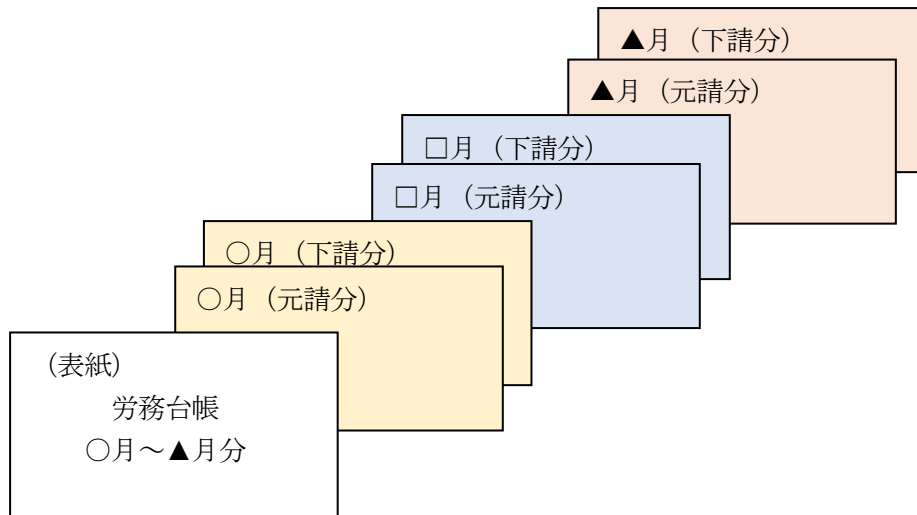 ▲月（下請分）
▲月（元請分）
□月（下請分）
□月（元請分）
○月（下請分）
○月（元請分）
（表紙）
労務台帳
○月～▲月分